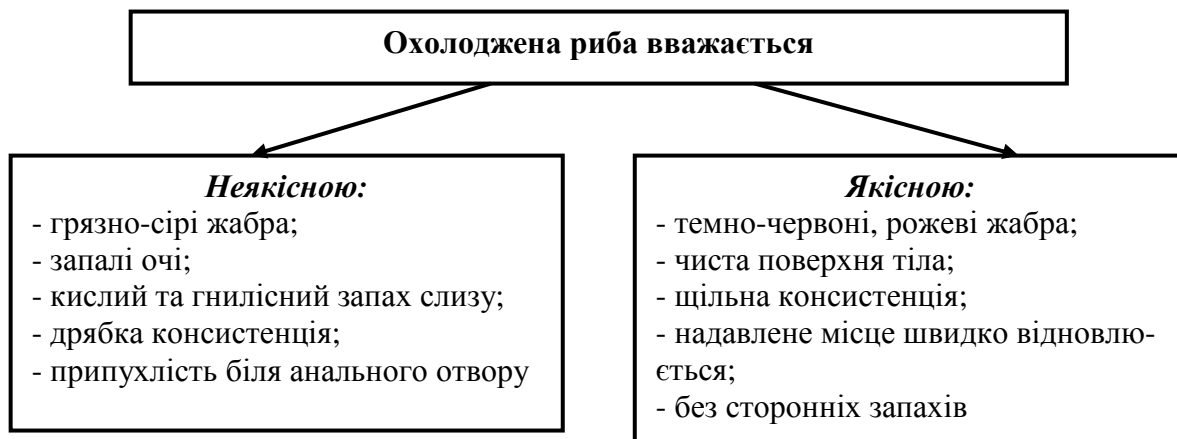 Охолоджена риба вважається
Неякісною:
- грязно-сірі жабра;
- запалі очі;
- кислий та гнилісний запах слизу;
- дрябка консистенція;
- припухлість біля анального отвору
Якісною:
- темно-червоні, рожеві жабра;
- чиста поверхня тіла;
- щільна консистенція;
- надавлене місце швидко відновлю-
ється;
- без сторонніх запахів